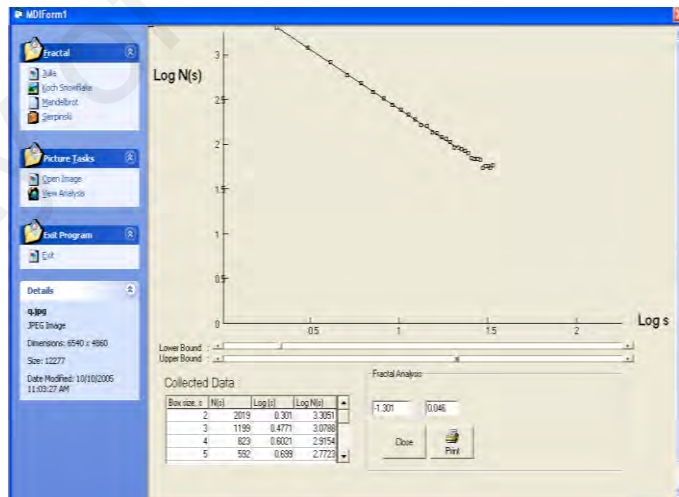 MDIForm1
Fractal
Julia
Koch Snowflake
Mandelbrot
Sierpinski
Picture Tasks
Open Image
View Analysis
Exit Program
Exit
Details
q.jpg
JPEG Image
Dimensions: 6540 x 4860
Size: 12277
Date Modified: 10/10/2005
11:03:27 AM
Log N(s)
3
2.5
2
1.5
1
0.5
0
0.5
1
1.5
2
Log s
Lower Bound :
Upper Bound :
Collected Data :
Box size, s N(s) Log (s) Log N(s)
2 2019 0.301 3.3051
3 1199 0.4771 3.0788
4 823 0.6021 2.9154
5 592 0.699 2.7723
Fractal Analysis
-1.301 0.046
Close
Print